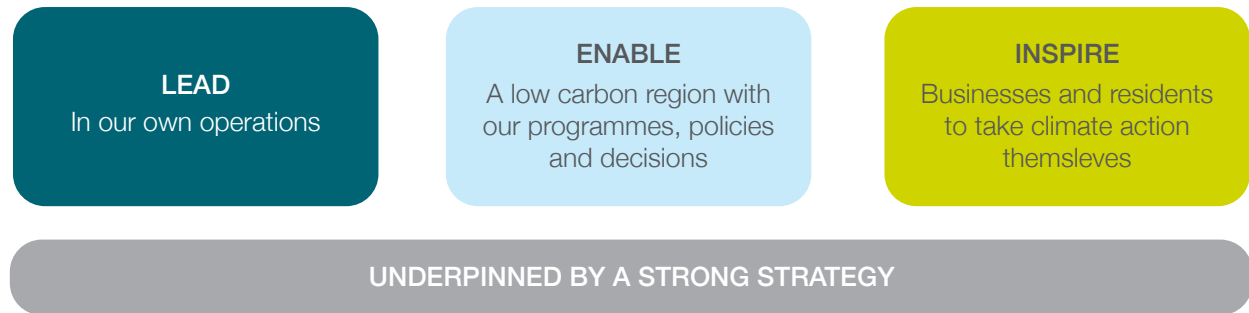 LEAD
In our own operations
ENABLE
A low carbon region with
our programmes, policies
and decisions
INSPIRE
Businesses and residents
to take climate action
themsleves
UNDERPINNED BY A STRONG STRATEGY